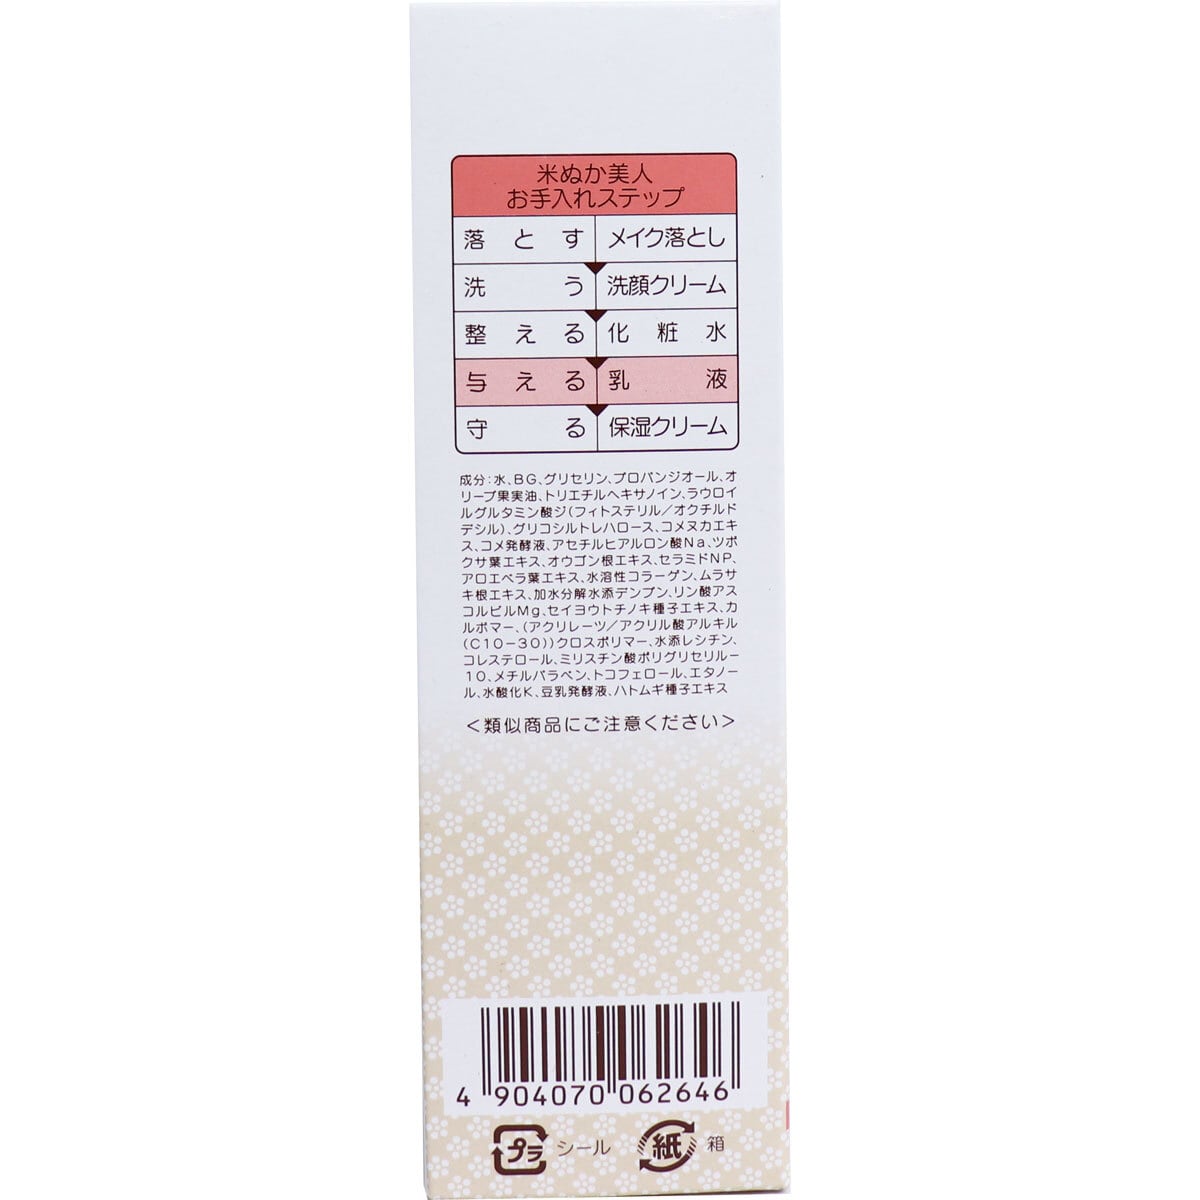 米ぬか美人
お手入れステップ
落とす メイク落とし
洗う 洗顔クリーム
整える 化粧水
与える 乳液
守る 保湿クリーム
成分:水、BG、グリセリン、プロパンジオール、オ
リーブ果実油、トリエチルヘキサノイン、ラウロイ
ルグルタミン酸ジ(フィトステリル/オクチルド
デシル)、グリコシルトレハロース、コメヌカエキ
ス、コメ発酵液、アセチルヒアルロン酸Na、ツボ
クサ葉エキス、オウゴン根エキス、セラミドNP、
アロエベラ葉エキス、水溶性コラーゲン、ムラサ
キ根エキス、加水分解水添デンプン、リン酸アス
コルビルMg、セイヨウトチノキ種子エキス、カ
ルボマー、(アクリレーツ/アクリル酸アルキル
(C10-30))クロスポリマー、水添レシチン、
コレステロール、ミリスチン酸ポリグリセリル-
10、メチルパラベン、トコフェロール、エタノー
ル、水酸化K、豆乳発酵液、ハトムギ種子エキス
<類似商品にご注意ください>
4 904070 062646
プラ シール 紙 箱